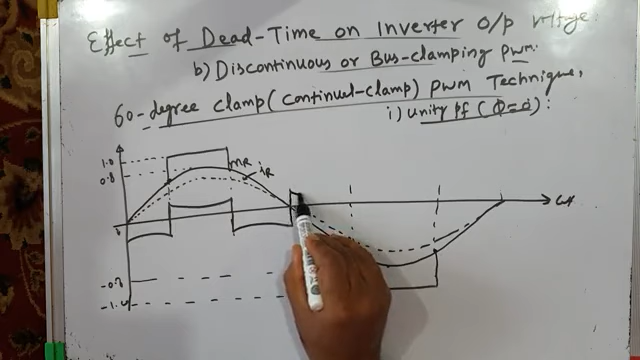 Effect of Dead-Time on Inverter O/p Voltage.
b) Discontinuous or Bus-clamping PWM.
60-degree clamp (Continual-Clamp) PWM Technique,
i) Unity pf (Φ=0):
1.0
0.8
mR
iR
ωt
-0.8
-1.0